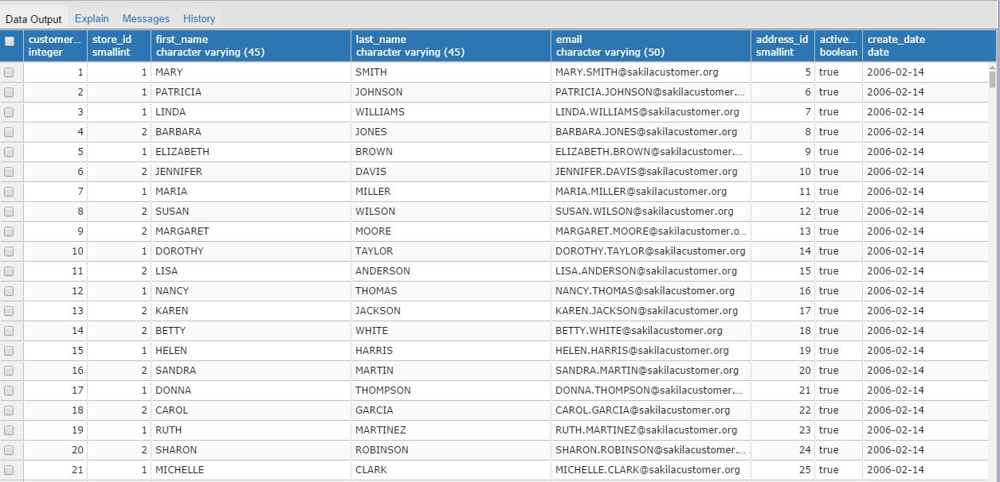 Data Output Explain Messages History
customer... store_id first_name last_name email address_id active... create_date
integer smallint character varying (45) character varying (45) character varying (50) smallint boolean date
1 1 MARY SMITH MARY.SMITH@sakilacustomer.org 5 true 2006-02-14
2 1 PATRICIA JOHNSON PATRICIA.JOHNSON@sakilacustomer.... 6 true 2006-02-14
3 1 LINDA WILLIAMS LINDA.WILLIAMS@sakilacustomer.org 7 true 2006-02-14
4 2 BARBARA JONES BARBARA.JONES@sakilacustomer.org 8 true 2006-02-14
5 1 ELIZABETH BROWN ELIZABETH.BROWN@sakilacustomer.... 9 true 2006-02-14
6 2 JENNIFER DAVIS JENNIFER.DAVIS@sakilacustomer.org 10 true 2006-02-14
7 1 MARIA MILLER MARIA.MILLER@sakilacustomer.org 11 true 2006-02-14
8 2 SUSAN WILSON SUSAN.WILSON@sakilacustomer.org 12 true 2006-02-14
9 2 MARGARET MOORE MARGARET.MOORE@sakilacustomer.o... 13 true 2006-02-14
10 1 DOROTHY TAYLOR DOROTHY.TAYLOR@sakilacustomer.org 14 true 2006-02-14
11 2 LISA ANDERSON LISA.ANDERSON@sakilacustomer.org 15 true 2006-02-14
12 1 NANCY THOMAS NANCY.THOMAS@sakilacustomer.org 16 true 2006-02-14
13 2 KAREN JACKSON KAREN.JACKSON@sakilacustomer.org 17 true 2006-02-14
14 2 BETTY WHITE BETTY.WHITE@sakilacustomer.org 18 true 2006-02-14
15 1 HELEN HARRIS HELEN.HARRIS@sakilacustomer.org 19 true 2006-02-14
16 2 SANDRA MARTIN SANDRA.MARTIN@sakilacustomer.org 20 true 2006-02-14
17 1 DONNA THOMPSON DONNA.THOMPSON@sakilacustomer.... 21 true 2006-02-14
18 2 CAROL GARCIA CAROL.GARCIA@sakilacustomer.org 22 true 2006-02-14
19 1 RUTH MARTINEZ RUTH.MARTINEZ@sakilacustomer.org 23 true 2006-02-14
20 2 SHARON ROBINSON SHARON.ROBINSON@sakilacustomer.... 24 true 2006-02-14
21 1 MICHELLE CLARK MICHELLE.CLARK@sakilacustomer.org 25 true 2006-02-14